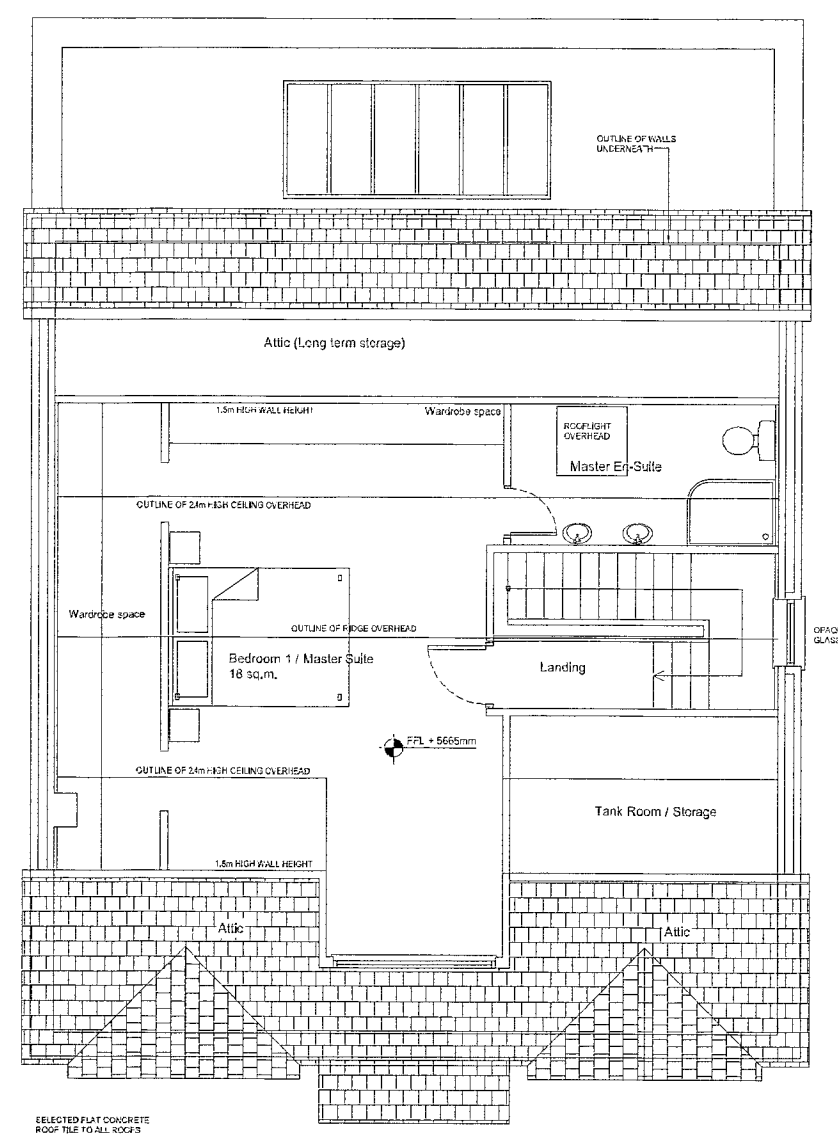 OUTLINE OF WALLS
UNDERNEATH
Attic (Long term storage)
1.5m HIGH WALL HEIGHT
Wardrobe space
ROOFLIGHT
OVERHEAD
Master En-Suite
OUTLINE OF 2.4m HIGH CEILING OVERHEAD
Wardrobe space
OUTLINE OF RIDGE OVERHEAD
OPAQ
GLAS
Bedroom 1 / Master Suite
18 sq.m.
Landing
FFL + 5665mm
OUTLINE OF 2.4m HIGH CEILING OVERHEAD
Tank Room / Storage
1.5m HIGH WALL HEIGHT
Attic
Attic
SELECTED FLAT CONCRETE
ROOF TILE TO ALL ROOFS